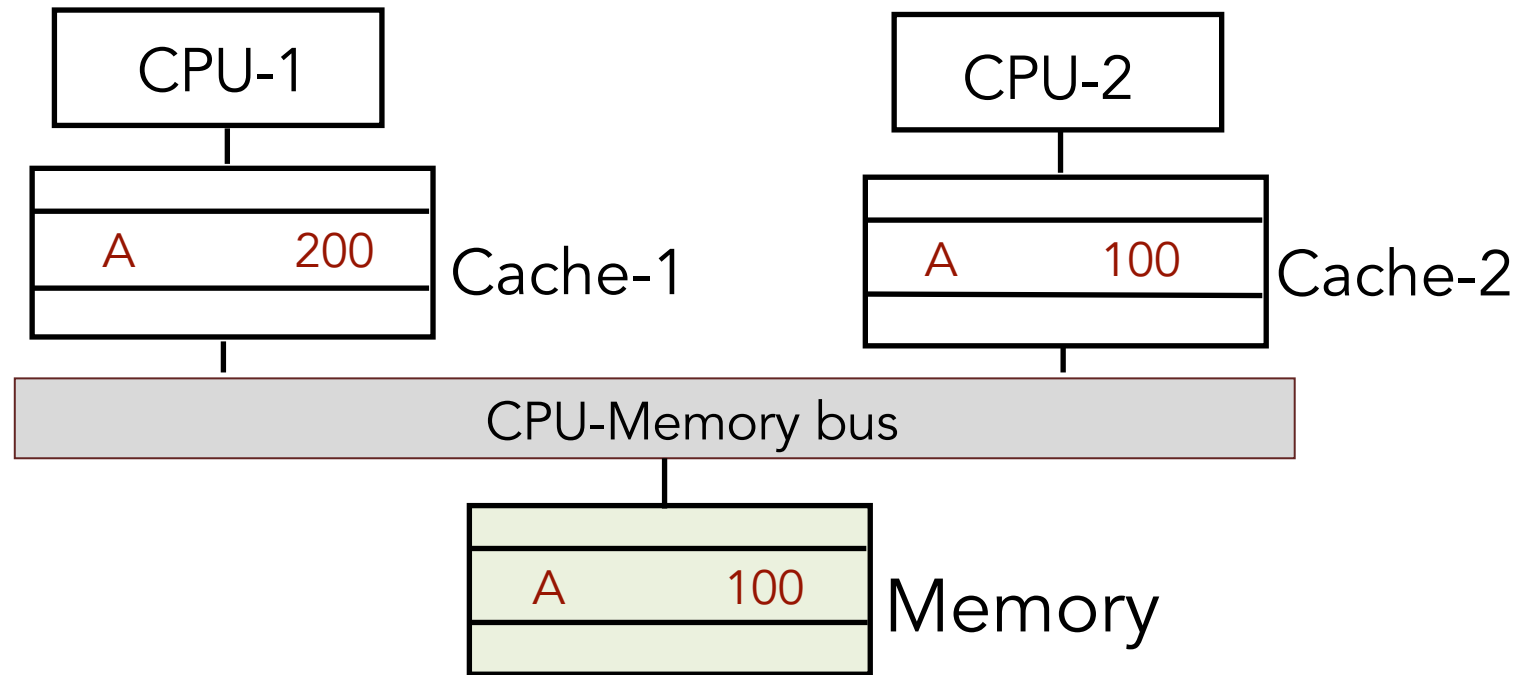 CPU-1
CPU-2
A 200
Cache-1
A 100
Cache-2
CPU-Memory bus
A 100
Memory